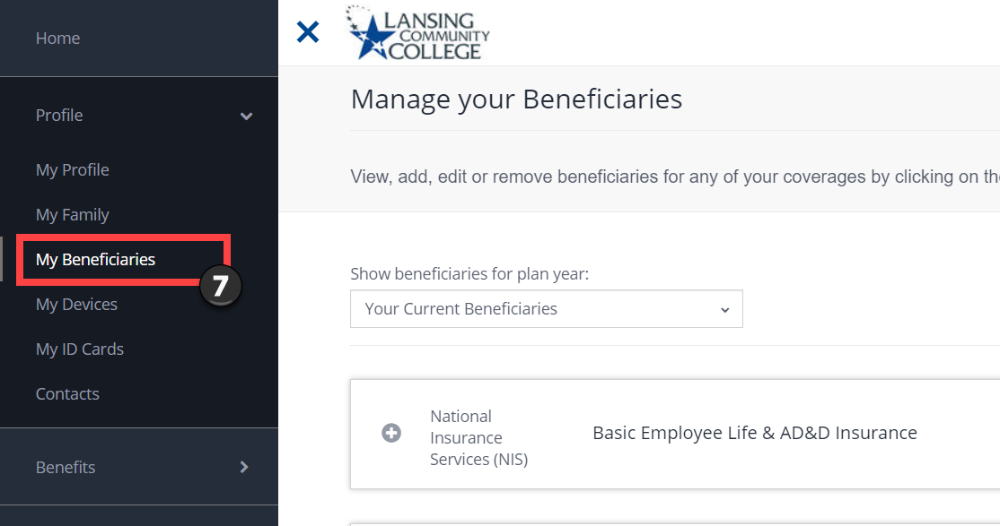 Home
Profile
My Profile
My Family
My Beneficiaries
7
My Devices
My ID Cards
Contacts
Benefits
LANSING
COMMUNITY
COLLEGE
Manage your Beneficiaries
View, add, edit or remove beneficiaries for any of your coverages by clicking on
Show beneficiaries for plan year:
Your Current Beneficiaries
National
Insurance
Services (NIS)
Basic Employee Life & AD&D Insurance